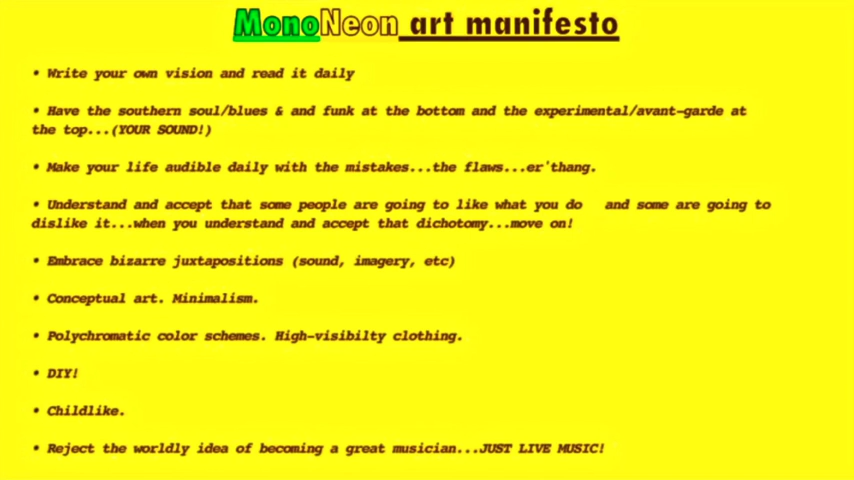 MonoNeon art manifesto
• Write your own vision and read it daily
• Have the southern soul/blues & and funk at the bottom and the experimental/avant-garde at
the top...(YOUR SOUND!)
• Make your life audible daily with the mistakes...the flaws...er'thang.
• Understand and accept that some people are going to like what you do   and some are going to
dislike it...when you understand and accept that dichotomy...move on!
• Embrace bizarre juxtapositions (sound, imagery, etc)
• Conceptual art. Minimalism.
• Polychromatic color schemes. High-visibilty clothing.
• DIY!
• Childlike.
• Reject the worldly idea of becoming a great musician...JUST LIVE MUSIC!